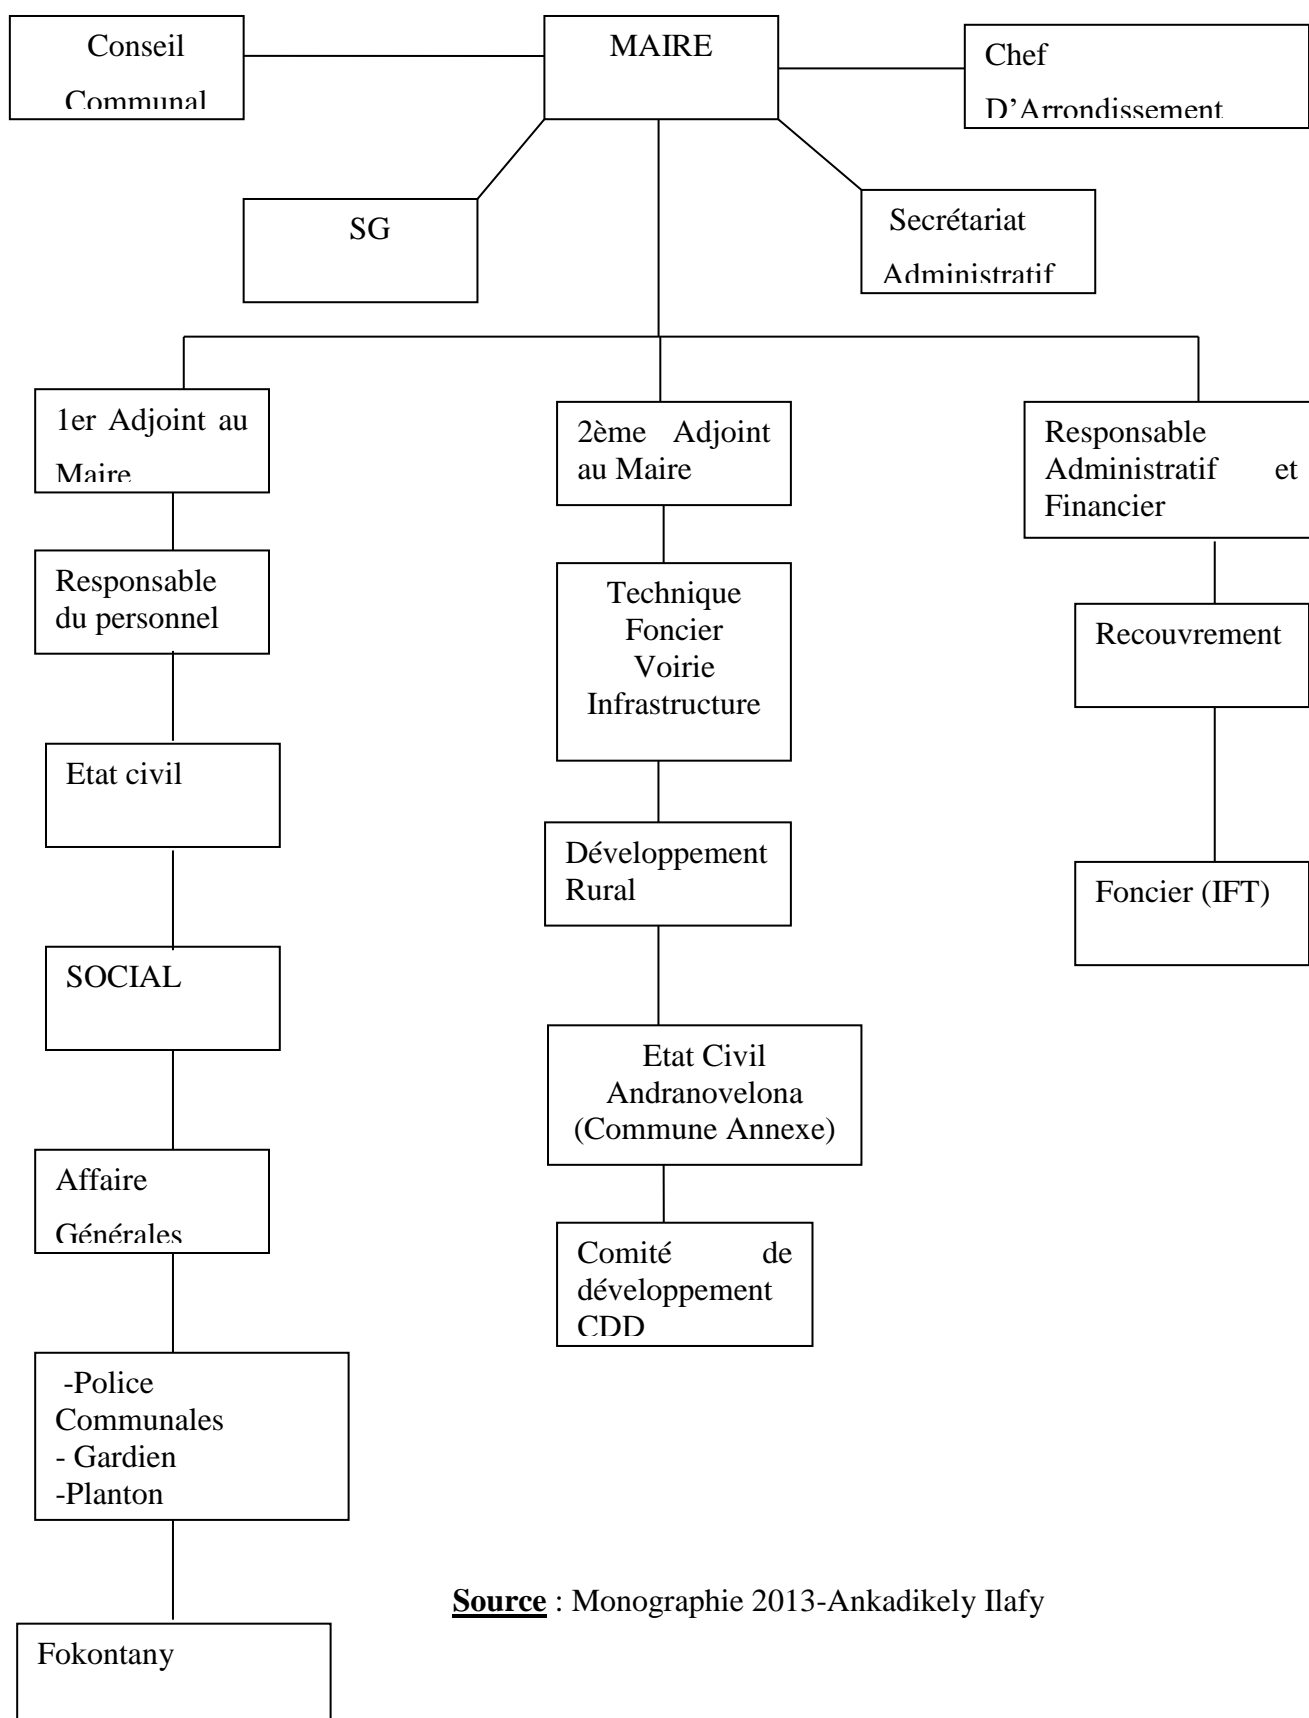 Conseil
Communal
MAIRE
Chef
D’Arrondissement
SG
Secrétariat
Administratif
1er Adjoint au
Maire
2ème Adjoint
au Maire
Responsable
Administratif et
Financier
Responsable
du personnel
Technique
Foncier
Voirie
Infrastructure
Recouvrement
Etat civil
Développement
Rural
Foncier (IFT)
SOCIAL
Etat Civil
Andranovelona
(Commune Annexe)
Affaire
Générales
Comité de
développement
CDD
-Police
Communales
- Gardien
-Planton
Source : Monographie 2013-Ankadikely Ilafy
Fokontany